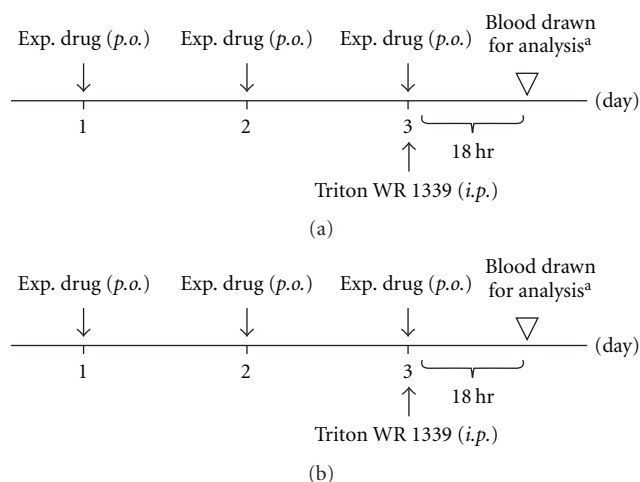 Exp. drug (p.o.) Exp. drug (p.o.) Exp. drug (p.o.) Blood drawn
for analysisᵃ
(day)
1 2 3
18 hr
Triton WR 1339 (i.p.)
(a)
Exp. drug (p.o.) Exp. drug (p.o.) Exp. drug (p.o.) Blood drawn
for analysisᵃ
(day)
1 2 3
18 hr
Triton WR 1339 (i.p.)
(b)